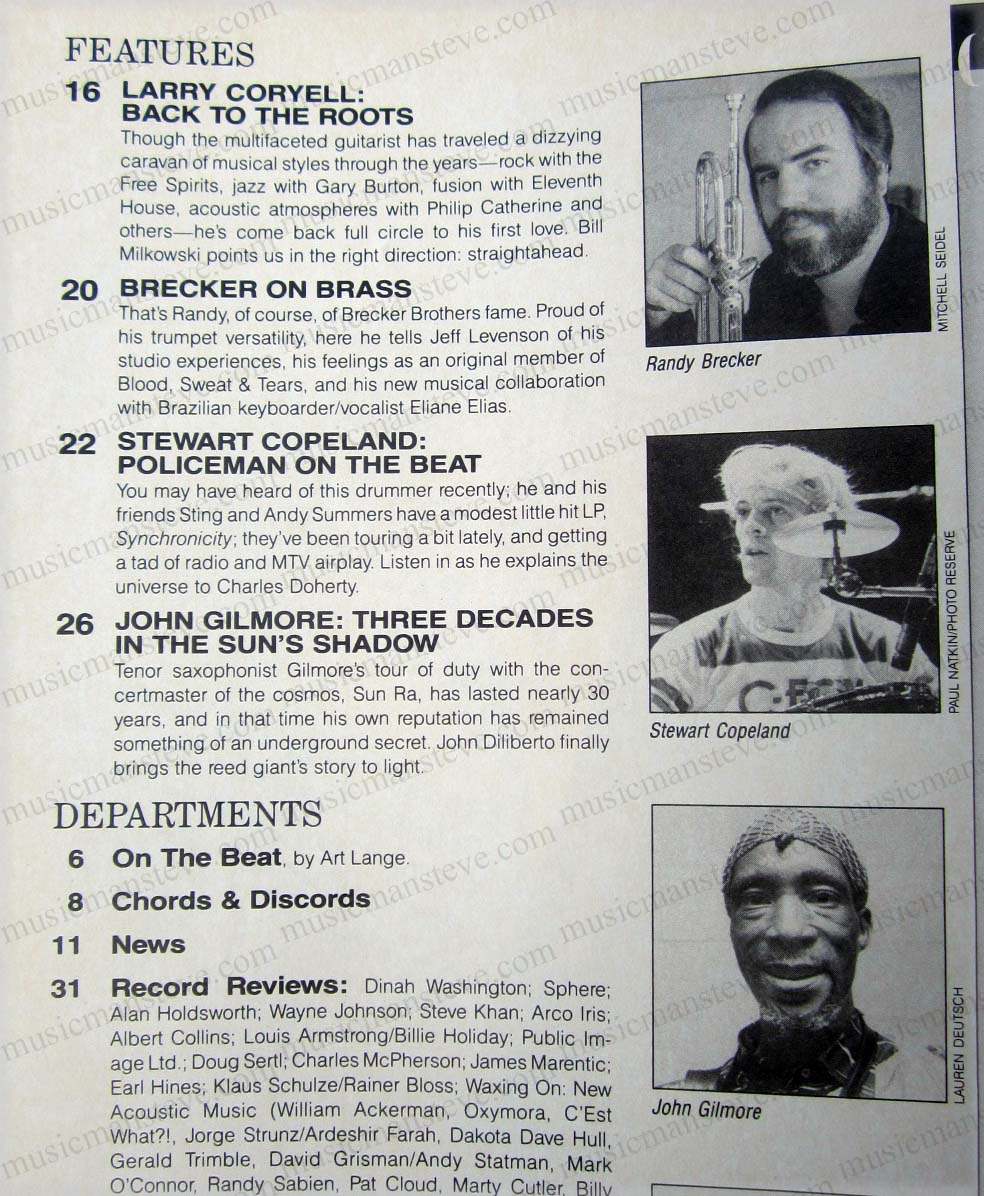 FEATURES
16 LARRY CORYELL:
BACK TO THE ROOTS
Though the multifaceted guitarist has traveled a dizzying
caravan of musical styles through the years—rock with the
Free Spirits, jazz with Gary Burton, fusion with Eleventh
House, acoustic atmospheres with Philip Catherine and
others—he's come back full circle to his first love. Bill
Milkowski points us in the right direction: straightahead.
20 BRECKER ON BRASS
That's Randy, of course, of Brecker Brothers fame. Proud of
his trumpet versatility, here he tells Jeff Levenson of his
studio experiences, his feelings as an original member of
Blood, Sweat & Tears, and his new musical collaboration
with Brazilian keyboarder/vocalist Eliane Elias.
22 STEWART COPELAND:
POLICEMAN ON THE BEAT
You may have heard of this drummer recently; he and his
friends Sting and Andy Summers have a modest little hit LP,
Synchronicity; they've been touring a bit lately, and getting
a tad of radio and MTV airplay. Listen in as he explains the
universe to Charles Doherty.
26 JOHN GILMORE: THREE DECADES
IN THE SUN'S SHADOW
Tenor saxophonist Gilmore's tour of duty with the con-
certmaster of the cosmos, Sun Ra, has lasted nearly 30
years, and in that time his own reputation has remained
something of an underground secret. John Diliberto finally
brings the reed giant's story to light.
DEPARTMENTS
6 On The Beat, by Art Lange.
8 Chords & Discords
11 News
31 Record Reviews: Dinah Washington; Sphere;
Alan Holdsworth; Wayne Johnson; Steve Khan; Arco Iris;
Albert Collins; Louis Armstrong/Billie Holiday; Public Im-
age Ltd.; Doug Sertl; Charles McPherson; James Marentic;
Earl Hines; Klaus Schulze/Rainer Bloss; Waxing On: New
Acoustic Music (William Ackerman, Oxymora, C'Est
What?!, Jorge Strunz/Ardeshir Farah, Dakota Dave Hull,
Gerald Trimble, David Grisman/Andy Statman, Mark
O'Connor, Randy Sabien, Pat Cloud, Marty Cutler, Billy
MITCHELL SEIDEL
Randy Brecker
PAUL NATKIN/PHOTO RESERVE
Stewart Copeland
LAUREN DEUTSCH
John Gilmore
musicmansteve.com